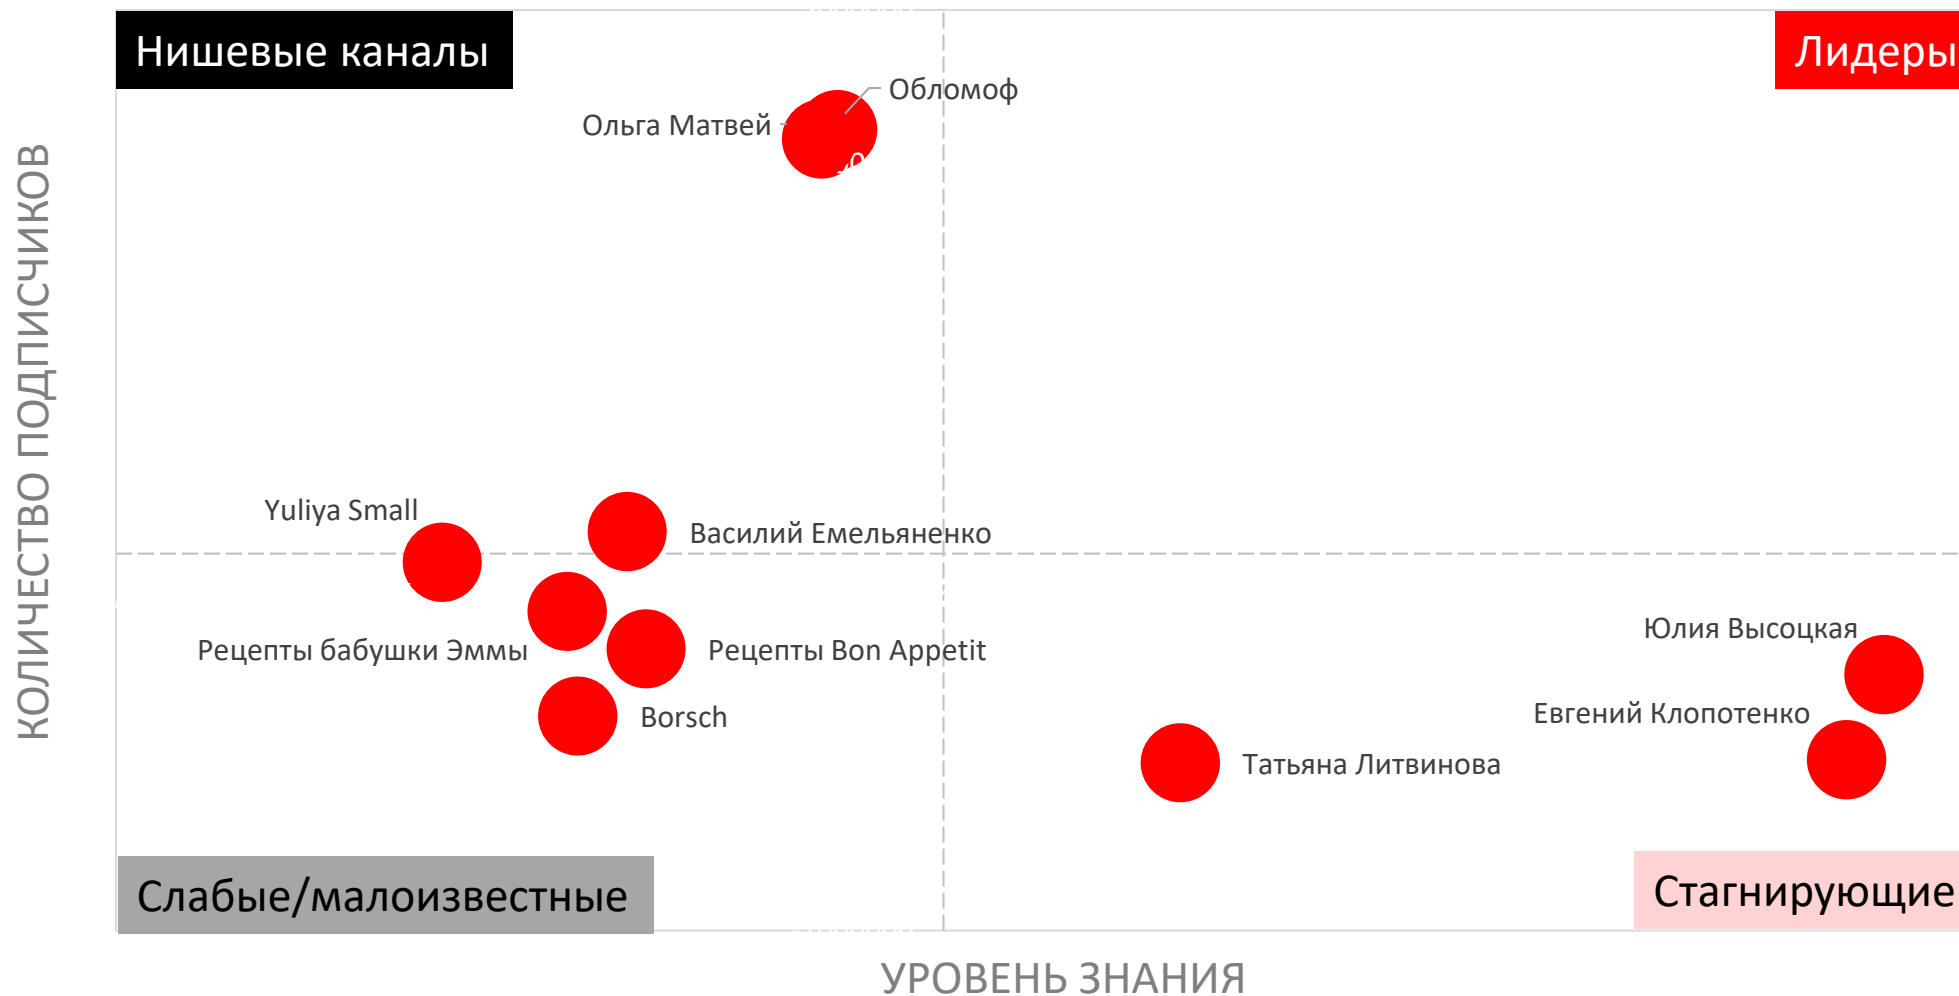 Нишевые каналы
Лидеры
Обломоф
Ольга Матвей
КОЛИЧЕСТВО ПОДПИСЧИКОВ
Yuliya Small
Василий Емельяненко
Юлия Высоцкая
Рецепты бабушки Эммы
Рецепты Bon Appetit
Евгений Клопотенко
Borsch
Татьяна Литвинова
Слабые/малоизвестные
Стагнирующие
УРОВЕНЬ ЗНАНИЯ